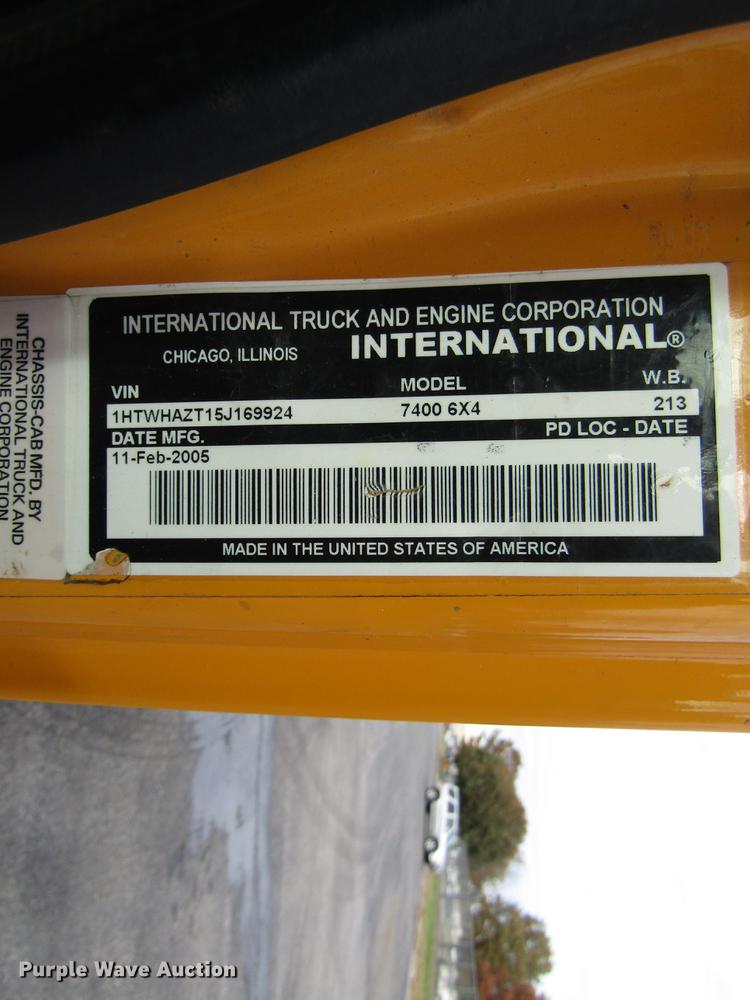 INTERNATIONAL TRUCK AND ENGINE CORPORATION
CHICAGO, ILLINOIS INTERNATIONAL®
VIN MODEL W.B.
1HTWHAZT15J169924 7400 6X4 213
DATE MFG. PD LOC - DATE
11-Feb-2005
MADE IN THE UNITED STATES OF AMERICA
CHASSIS-CAB MFD. BY
INTERNATIONAL TRUCK AND
ENGINE CORPORATION
Purple Wave Auction